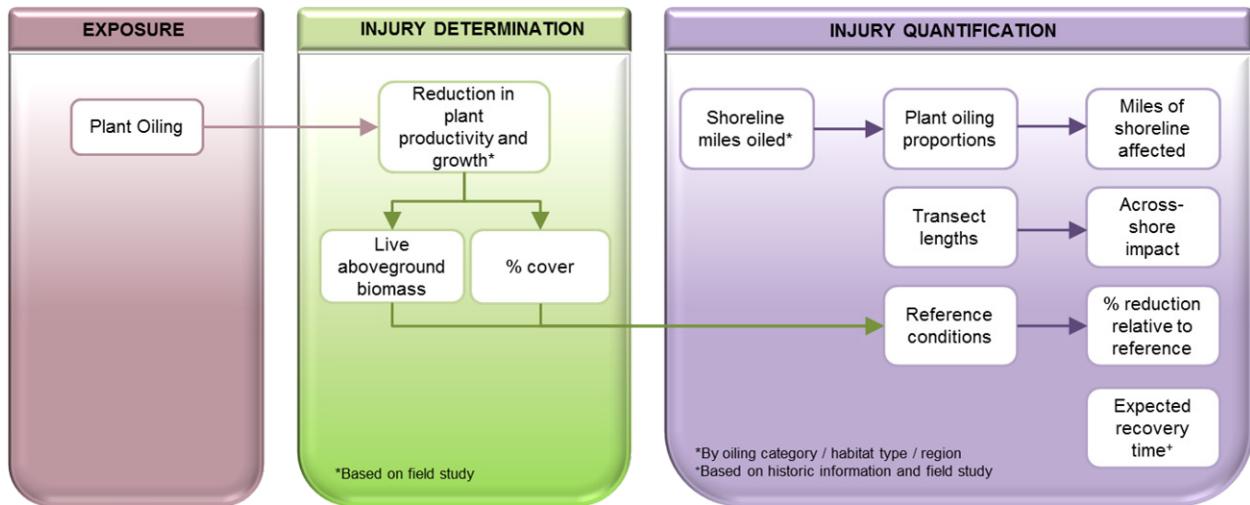 EXPOSURE
Plant Oiling
INJURY DETERMINATION
Reduction in
plant
productivity and
growth*
Live
aboveground
biomass
% cover
*Based on field study
INJURY QUANTIFICATION
Shoreline
miles oiled*
Plant oiling
proportions
Miles of
shoreline
affected
Transect
lengths
Across-
shore
impact
Reference
conditions
% reduction
relative to
reference
Expected
recovery
time⁺
*By oiling category / habitat type / region
⁺Based on historic information and field study